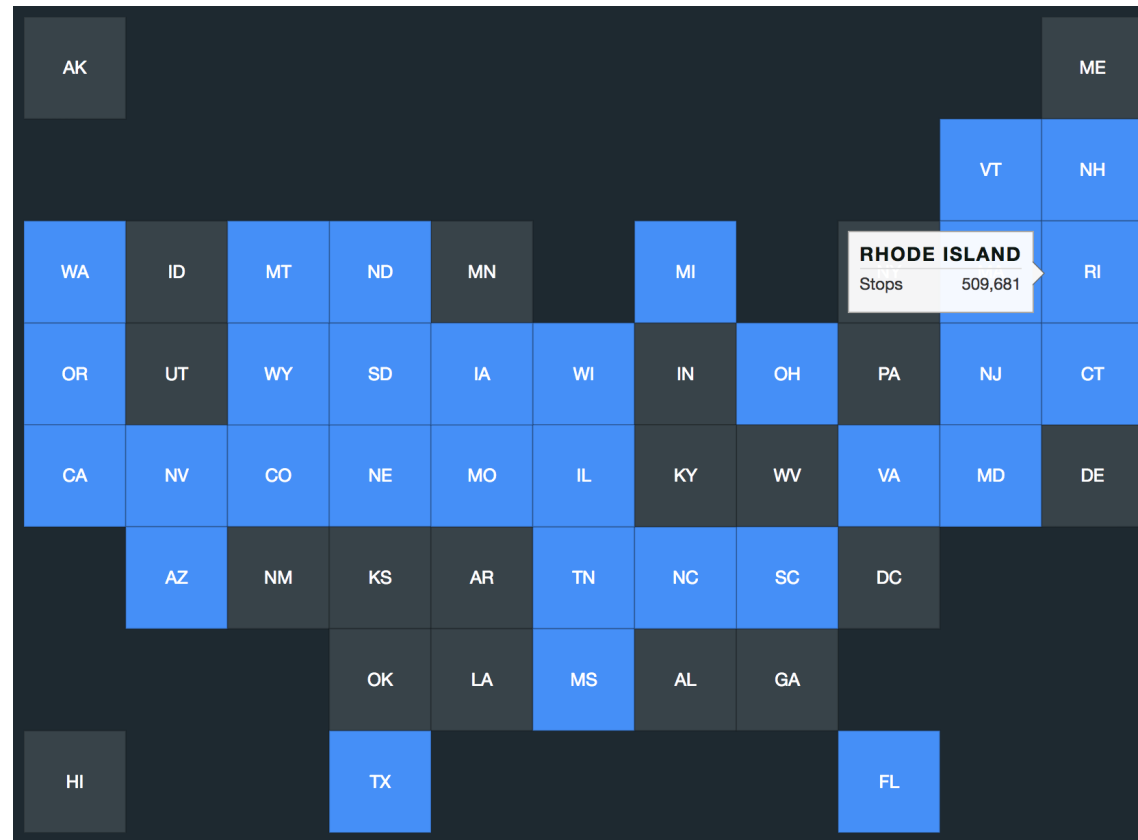 AK
ME
VT
NH
WA
ID
MT
ND
MN
MI
RHODE ISLAND
Stops 509,681
RI
OR
UT
WY
SD
IA
WI
IN
OH
PA
NJ
CT
CA
NV
CO
NE
MO
IL
KY
WV
VA
MD
DE
AZ
NM
KS
AR
TN
NC
SC
DC
OK
LA
MS
AL
GA
HI
TX
FL